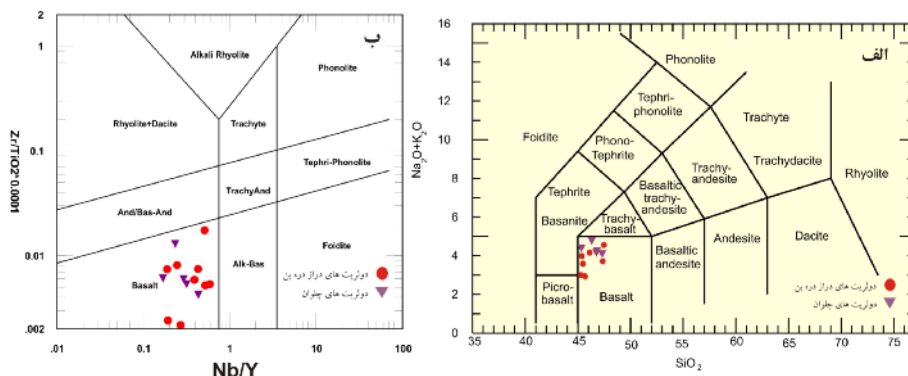 ب
2
1
0.1
0.01
.002
Zr/TiO2*0.0001
Alkali Rhyolite
Phonolite
Rhyolite+Dacite
Trachyte
Tephri-Phonolite
TrachyAnd
And/Bas-And
Alk-Bas
Foidite
Basalt
دولریت های دراز دره پن
دولریت های چلوان
.01
0.1
1
10
100
Nb/Y
الف
16
14
12
10
8
6
4
2
0
Na2O+K2O
Phonolite
Tephri-
phonolite
Foidite
Trachyte
Phono-
Tephrite
Trachy-
andesite
Trachydacite
Rhyolite
Tephrite
Basaltic
trachy-
andesite
Basanite
Trachy-
basalt
Basaltic
andesite
Andesite
Dacite
Picro-
basalt
Basalt
دولریت های دراز دره پن
دولریت های چلوان
35
40
45
50
55
60
65
70
75
SiO2